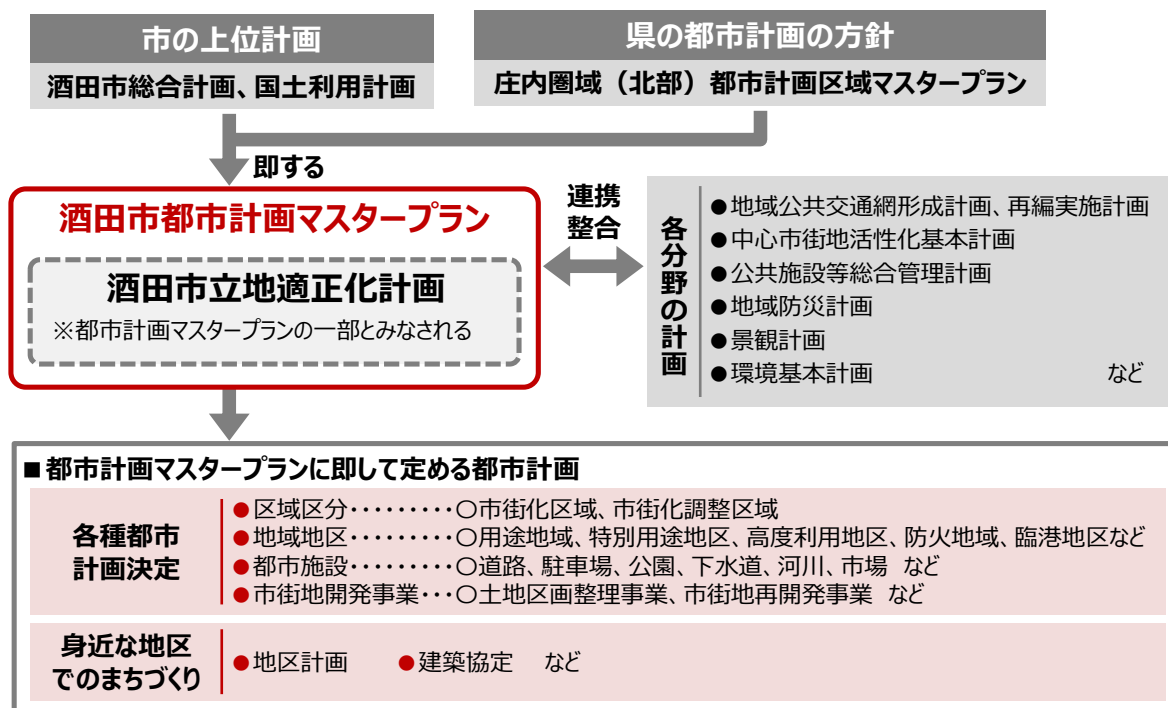 市の上位計画
酒田市総合計画、国土利用計画
県の都市計画の方針
庄内圏域（北部）都市計画区域マスタープラン
即する
酒田市都市計画マスタープラン
酒田市立地適正化計画
※都市計画マスタープランの一部とみなされる
連携
整合
各分野の計画
●地域公共交通網形成計画、再編実施計画
●中心市街地活性化基本計画
●公共施設等総合管理計画
●地域防災計画
●景観計画
●環境基本計画 など
■都市計画マスタープランに即して定める都市計画
各種都市
計画決定
●区域区分･････････○市街化区域、市街化調整区域
●地域地区･････････○用途地域、特別用途地区、高度利用地区、防火地域、臨港地区など
●都市施設･････････○道路、駐車場、公園、下水道、河川、市場 など
●市街地開発事業･･･○土地区画整理事業、市街地再開発事業 など
身近な地区
でのまちづくり
●地区計画 ●建築協定 など